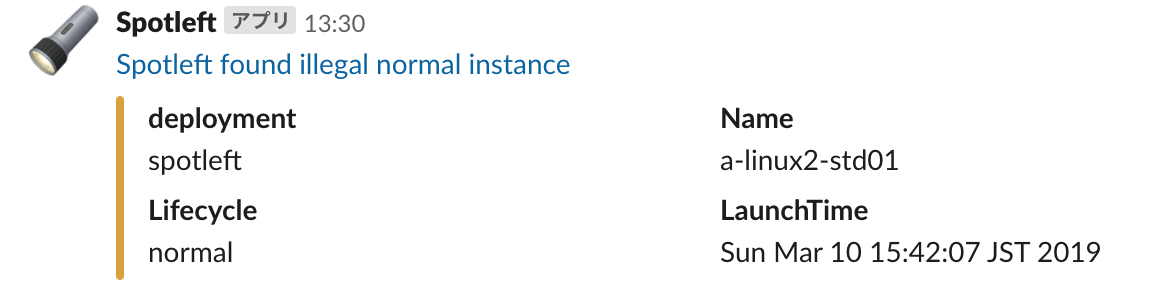 Spotleft アプリ 13:30
Spotleft found illegal normal instance
deployment Name
spotleft a-linux2-std01
Lifecycle LaunchTime
normal Sun Mar 10 15:42:07 JST 2019